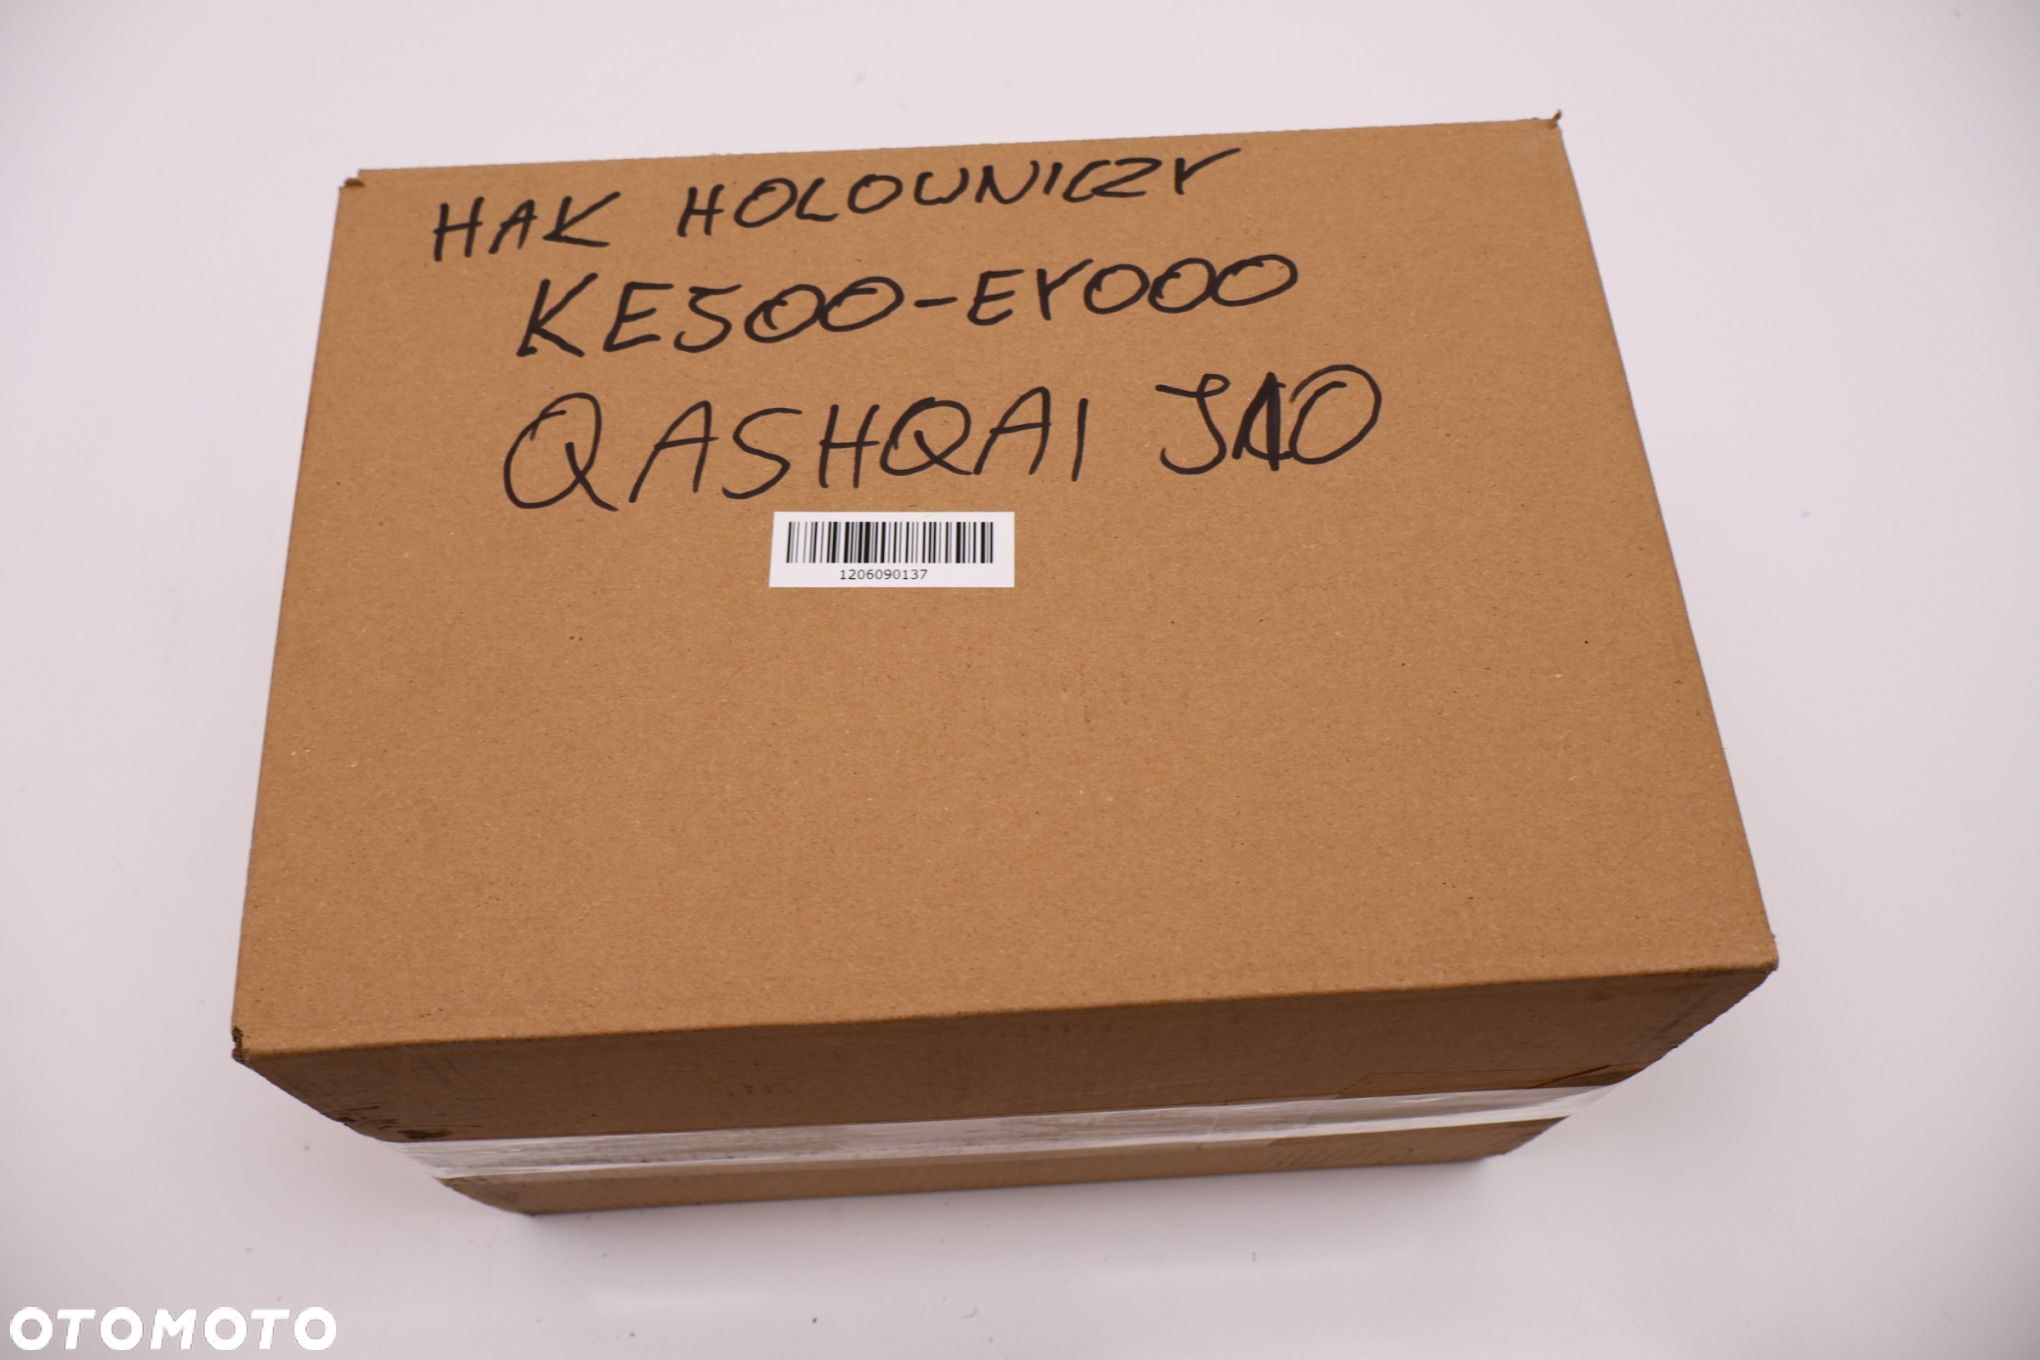 HAK HOLOWNICZY
KE500-EY000
QASHQAI J10
1206090137
OTOMOTO